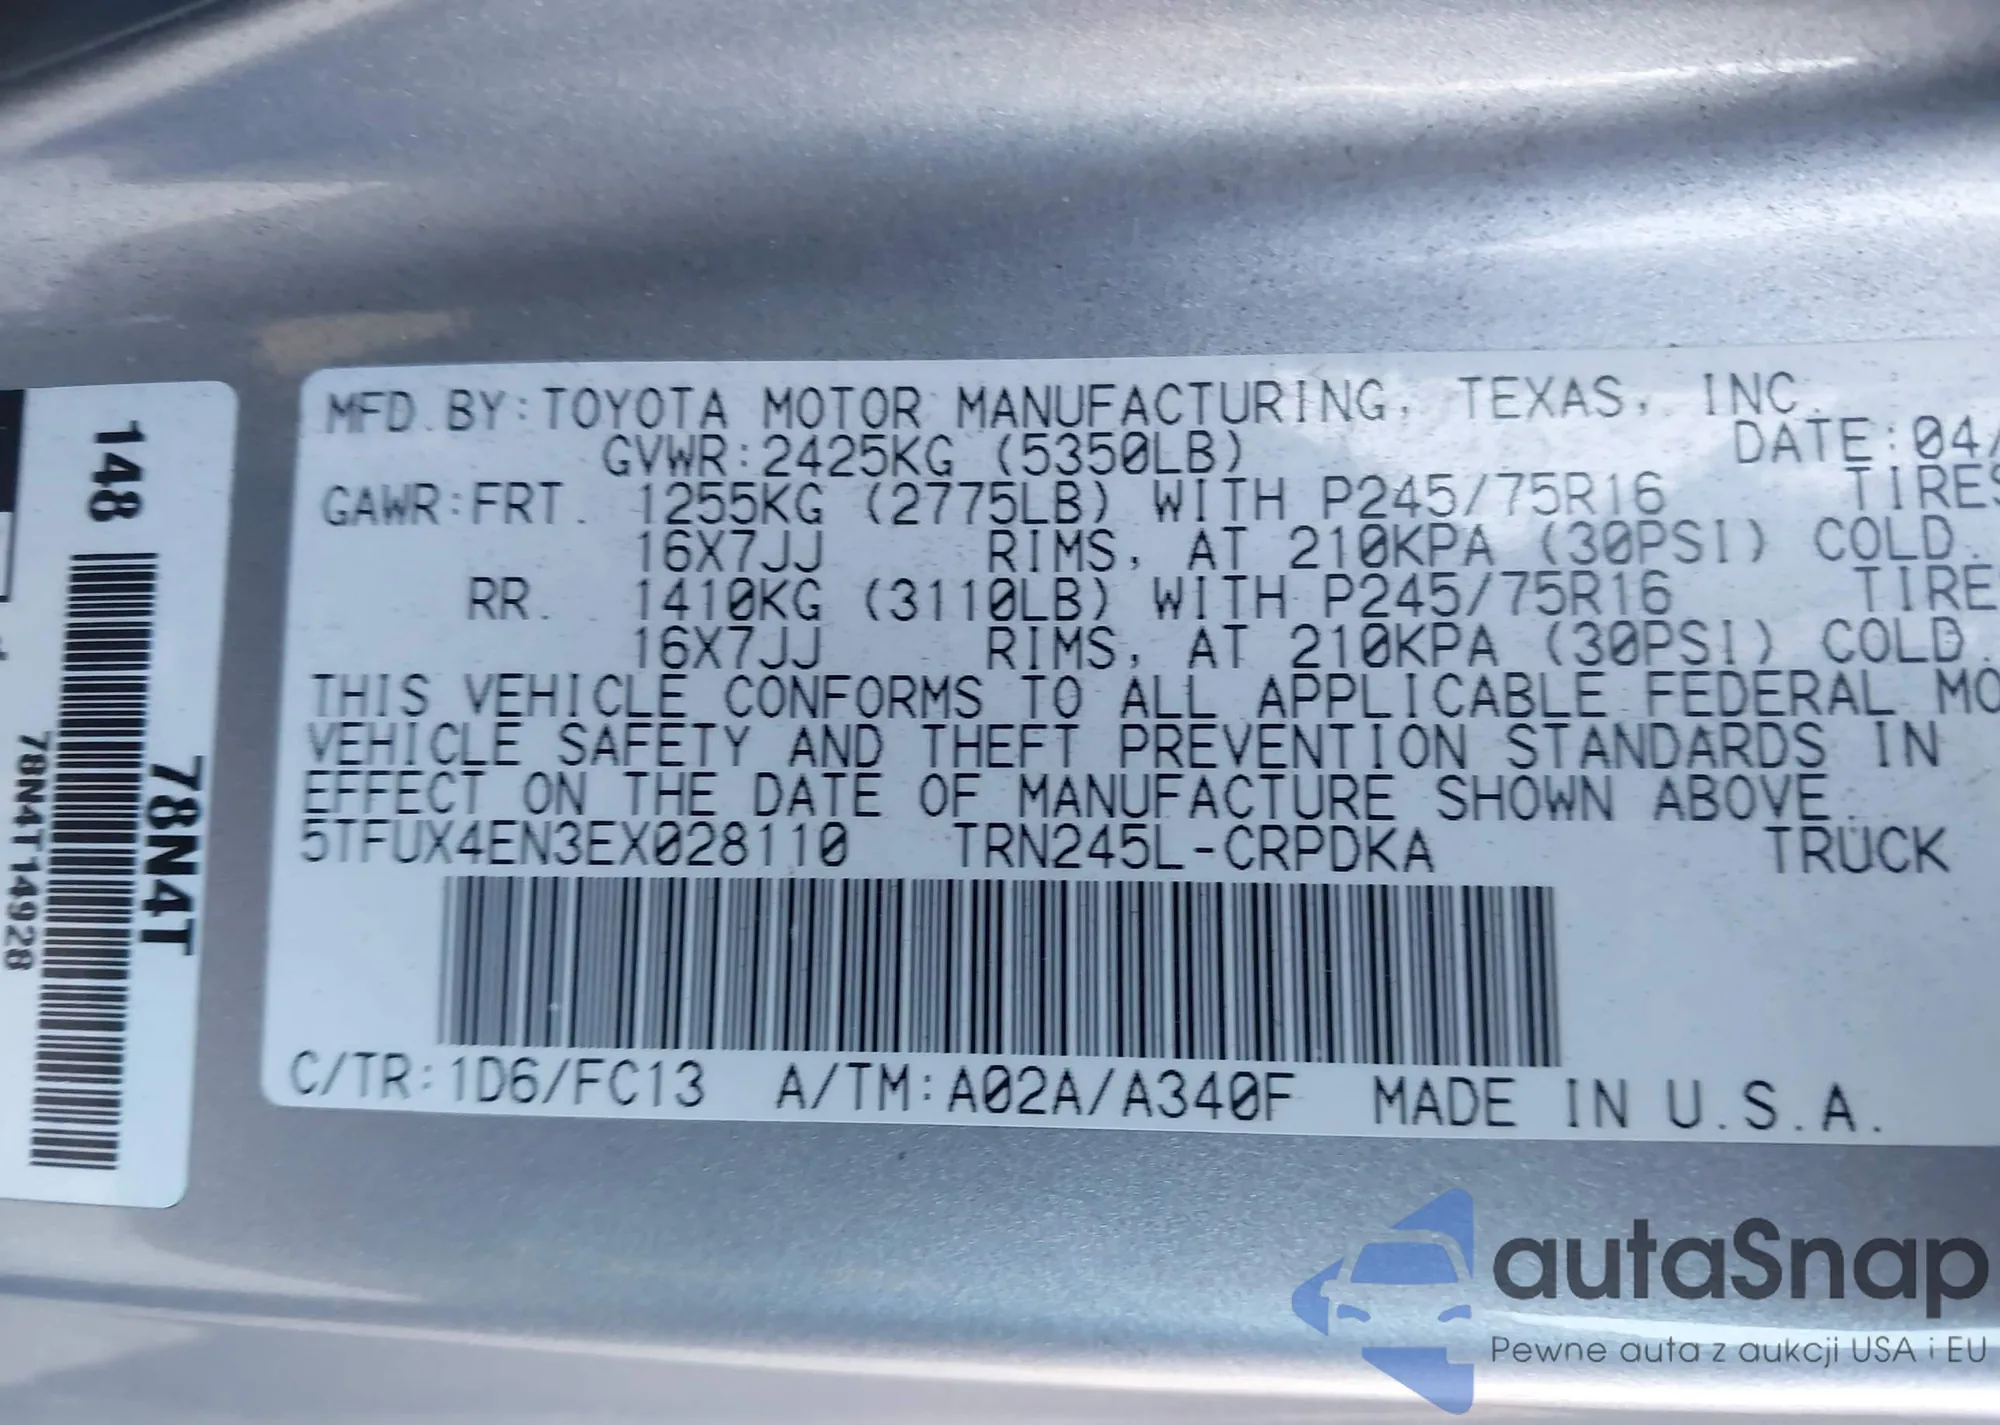 MFD. BY: TOYOTA MOTOR MANUFACTURING, TEXAS, INC.
GVWR: 2425KG (5350LB) DATE: 04/
GAWR: FRT. 1255KG (2775LB) WITH P245/75R16 TIRES
16X7JJ RIMS, AT 210KPA (30PSI) COLD.
RR. 1410KG (3110LB) WITH P245/75R16 TIRE
16X7JJ RIMS, AT 210KPA (30PSI) COLD.
THIS VEHICLE CONFORMS TO ALL APPLICABLE FEDERAL MO
VEHICLE SAFETY AND THEFT PREVENTION STANDARDS IN
EFFECT ON THE DATE OF MANUFACTURE SHOWN ABOVE.
5TFUX4EN3EX028110 TRN245L-CRPDKA TRUCK
C/TR: 1D6/FC13 A/TM: A02A/A340F MADE IN U.S.A.
148
78N4T
78N4T14928
autaSnap
Pewne auta z aukcji USA i EU